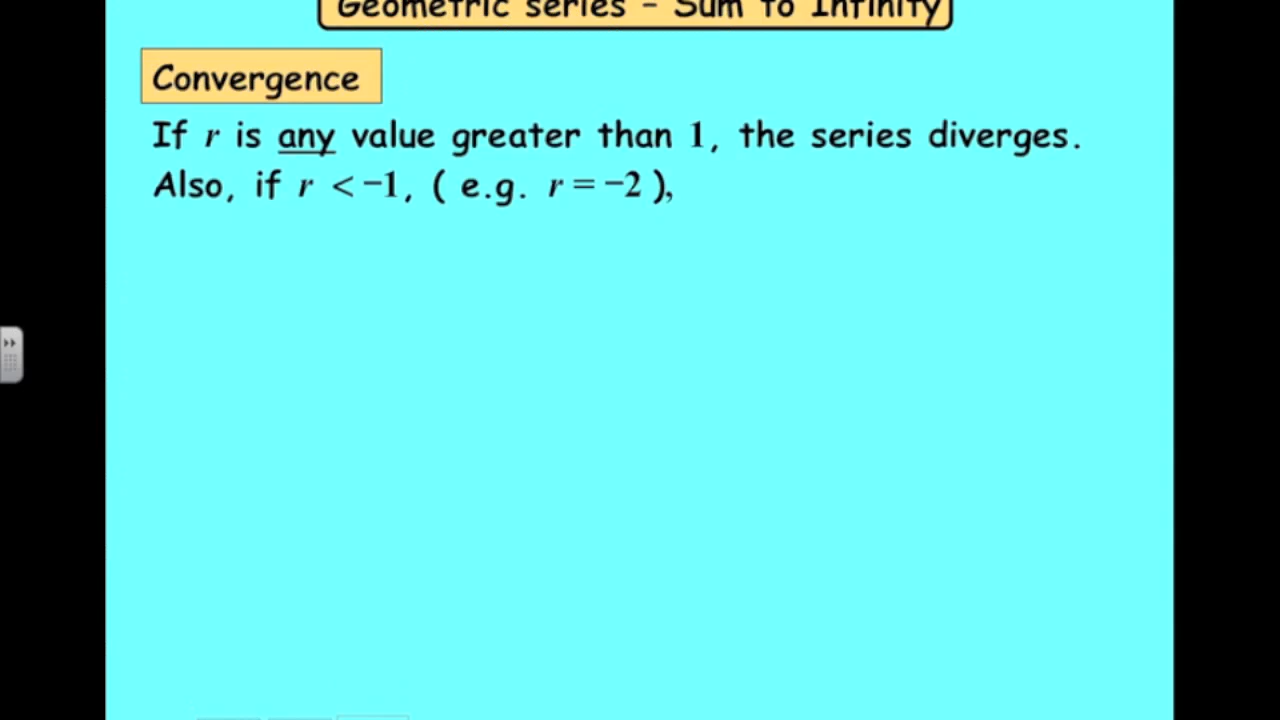 Geometric series – Sum to Infinity
Convergence
If r is any value greater than 1, the series diverges.
Also, if r < −1, ( e.g. r = −2 ),